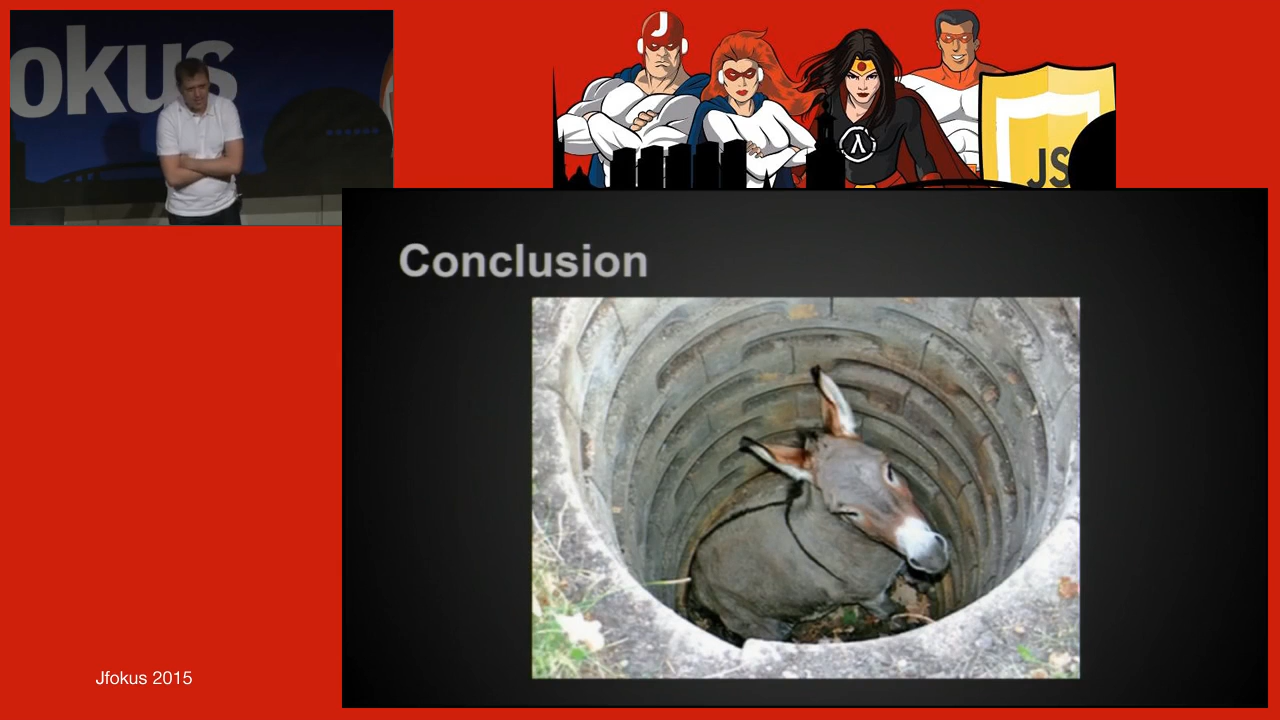 okus
J
λ
JS
Conclusion
Jfokus 2015